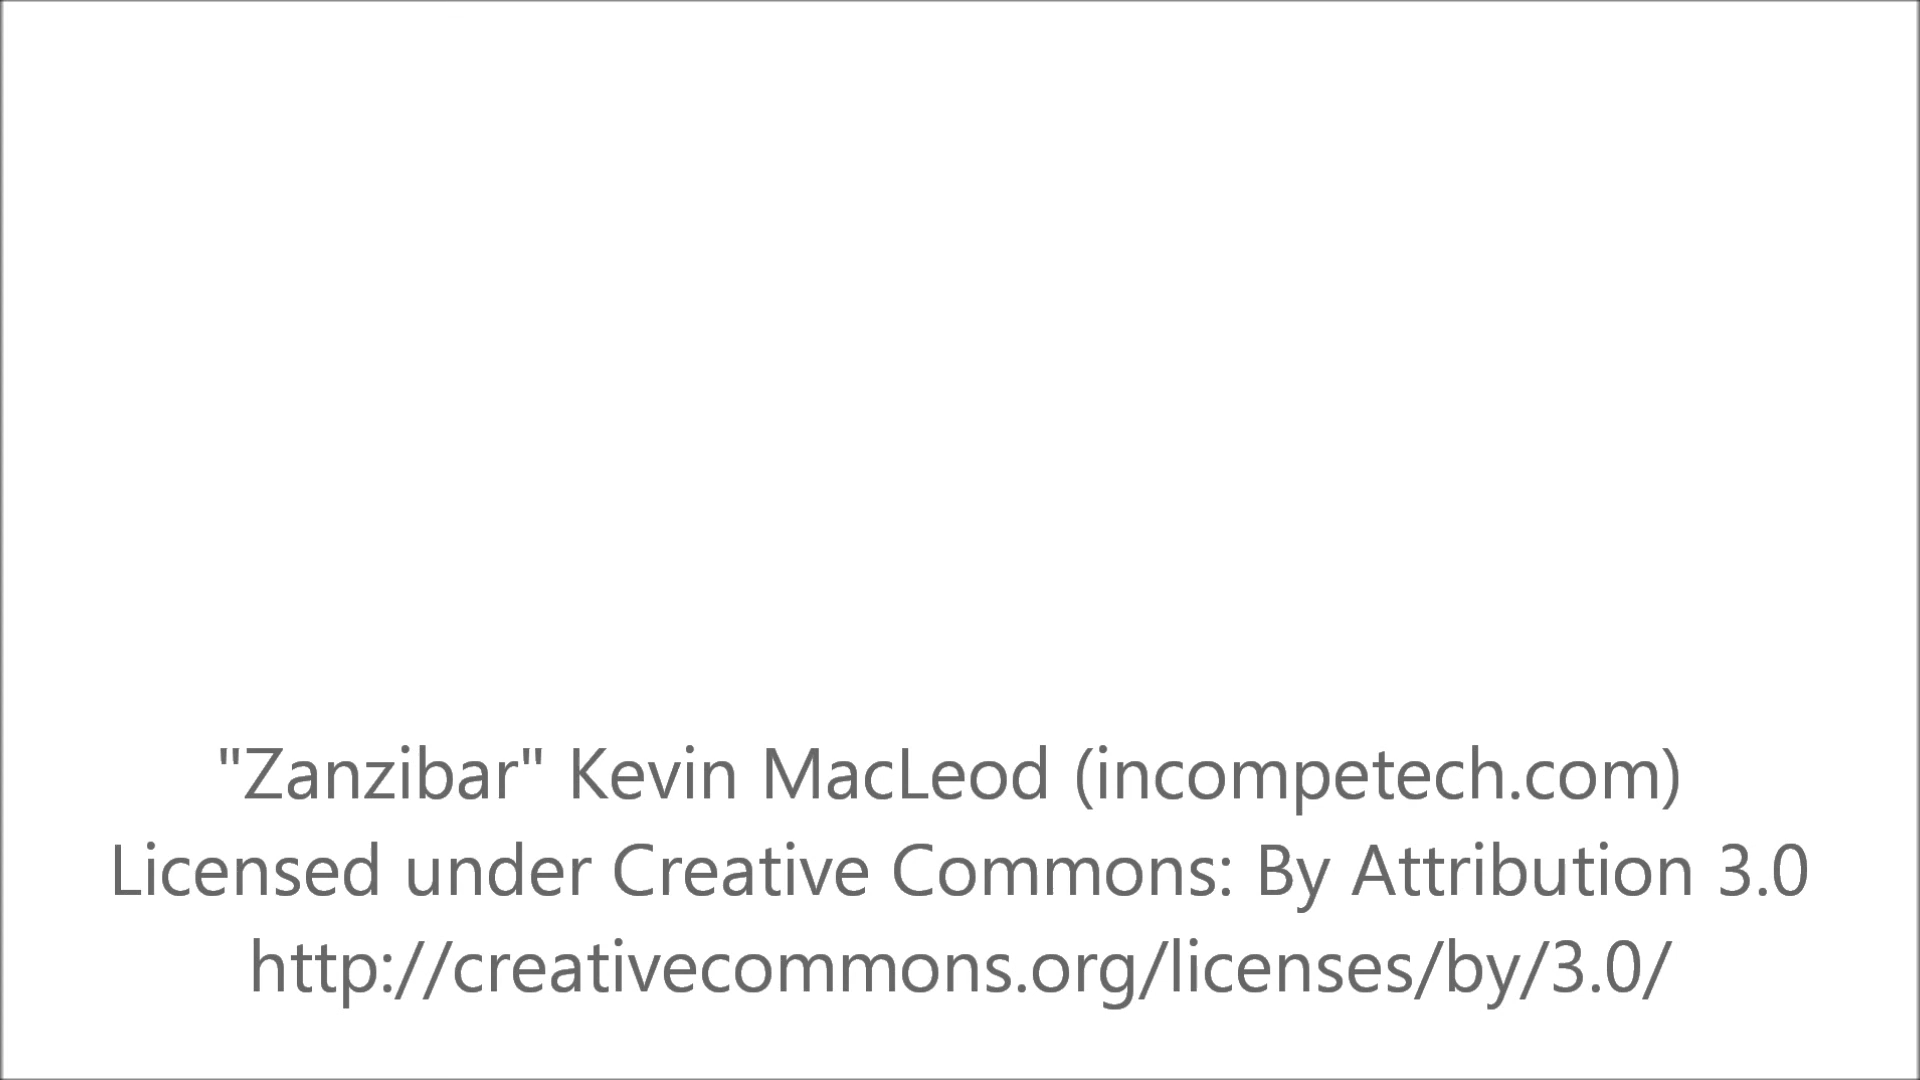 "Zanzibar" Kevin MacLeod (incompetech.com)
Licensed under Creative Commons: By Attribution 3.0
http://creativecommons.org/licenses/by/3.0/